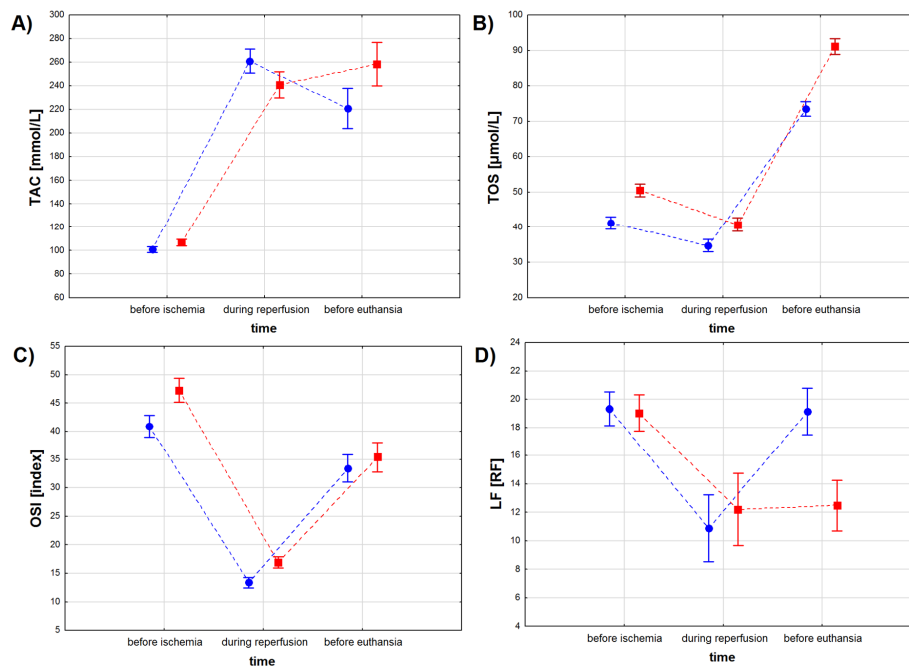 A)
TAC [mmol/L]
300
280
260
240
220
200
180
160
140
120
100
80
60
before ischemia during reperfusion before euthansia
time
B)
TOS [µmol/L]
100
90
80
70
60
50
40
30
20
before ischemia during reperfusion before euthansia
time
C)
OSI [index]
55
50
45
40
35
30
25
20
15
10
5
before ischemia during reperfusion before euthansia
time
D)
LF [RF]
24
22
20
18
16
14
12
10
8
6
4
before ischemia during reperfusion before euthansia
time